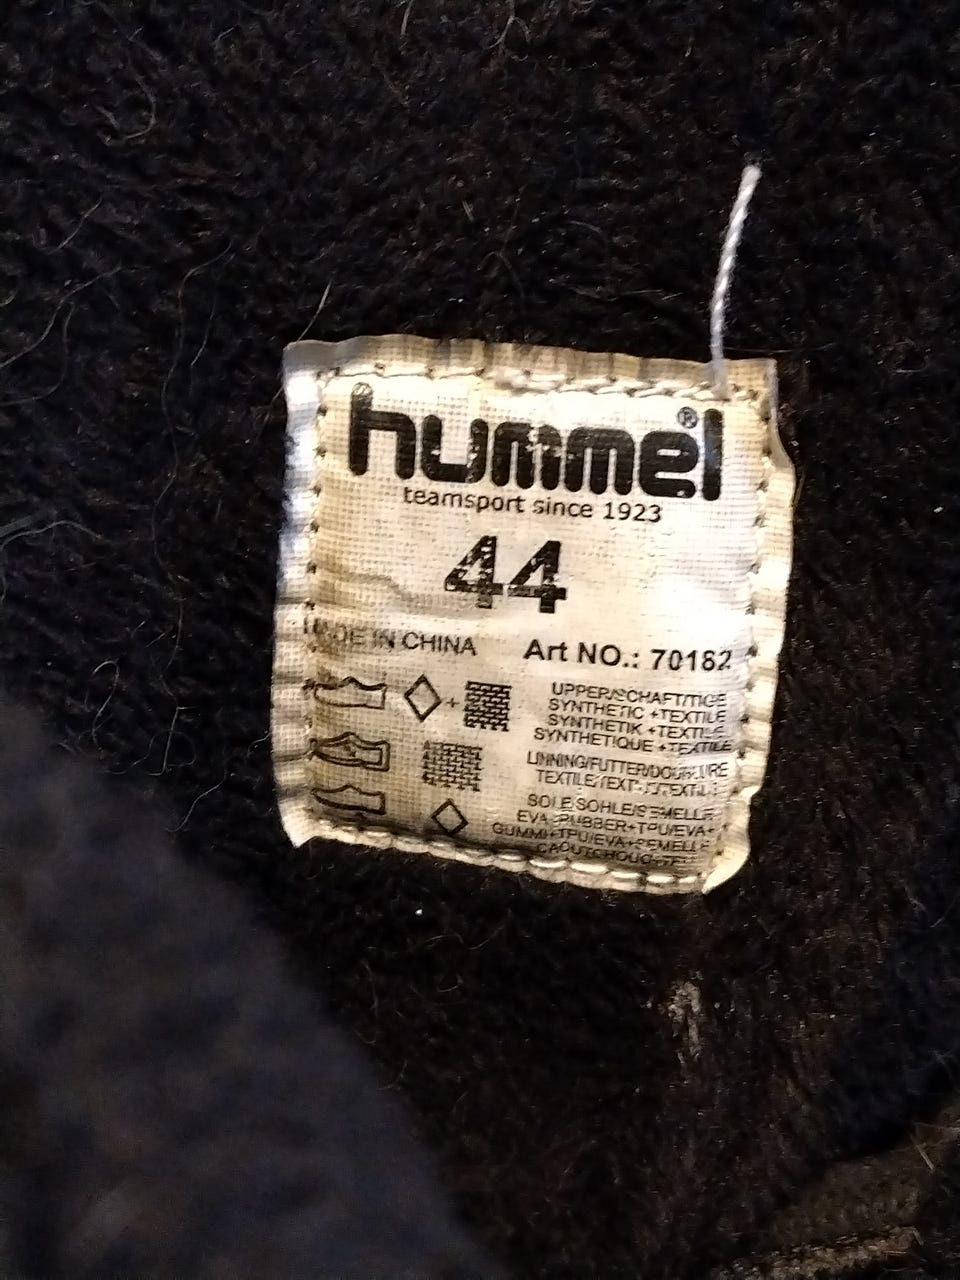 hummel®
teamsport since 1923
44
MADE IN CHINA
Art NO.: 70182
UPPER/SCHAFT/TIGE
SYNTHETIC +TEXTILE
SYNTHETIK +TEXTILE
SYNTHETIQUE +TEXTILE
LINNING/FUTTER/DOUBLURE
TEXTILE/TEXTIL/TEXTIL
SOLE/SOHLE/SEMELLE
EVA+RUBBER+TPU/EVA+
GUMMI+TPU/EVA+SEMELLE
CAOUTCHOUC+